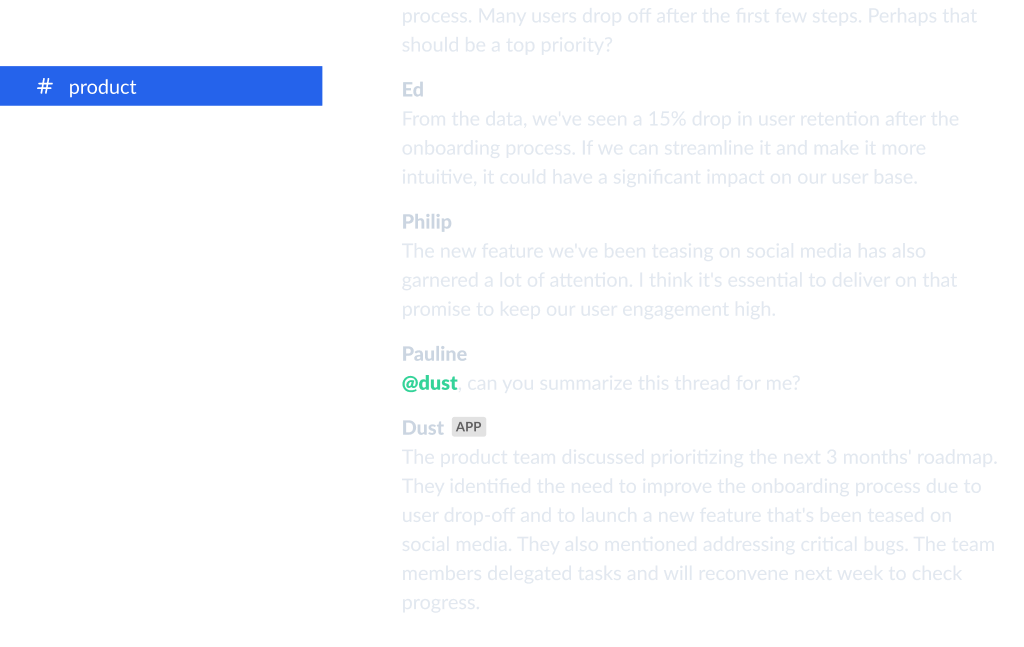 process. Many users drop off after the first few steps. Perhaps that
should be a top priority?
# product
Ed
From the data, we've seen a 15% drop in user retention after the
onboarding process. If we can streamline it and make it more
intuitive, it could have a significant impact on our user base.
Philip
The new feature we've been teasing on social media has also
garnered a lot of attention. I think it's essential to deliver on that
promise to keep our user engagement high.
Pauline
@dust, can you summarize this thread for me?
Dust APP
The product team discussed prioritizing the next 3 months' roadmap.
They identified the need to improve the onboarding process due to
user drop-off and to launch a new feature that's been teased on
social media. They also mentioned addressing critical bugs. The team
members delegated tasks and will reconvene next week to check
progress.